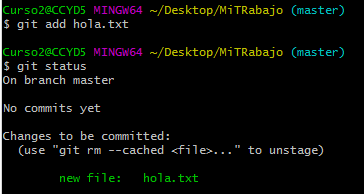 Curso2@CCYD5 MINGW64 ~/Desktop/MiTRabajo (master)
$ git add hola.txt

Curso2@CCYD5 MINGW64 ~/Desktop/MiTRabajo (master)
$ git status
On branch master

No commits yet

Changes to be committed:
  (use "git rm --cached <file>..." to unstage)

        new file:   hola.txt